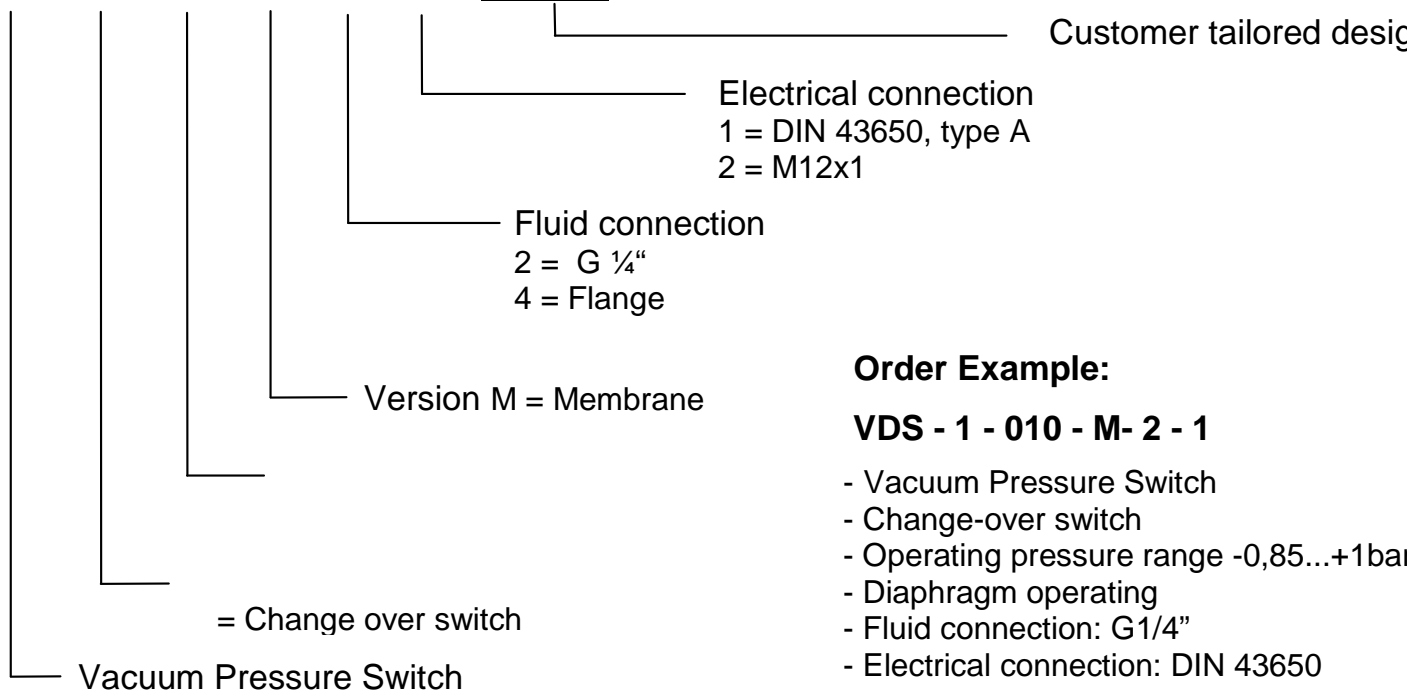 Customer tailored desig
Electrical connection
1 = DIN 43650, type A
2 = M12x1
Fluid connection
2 = G ¼“
4 = Flange
Version M = Membrane
= Change over switch
Vacuum Pressure Switch
Order Example:
VDS - 1 - 010 - M- 2 - 1
- Vacuum Pressure Switch
- Change-over switch
- Operating pressure range -0,85...+1bar
- Diaphragm operating
- Fluid connection: G1/4”
- Electrical connection: DIN 43650